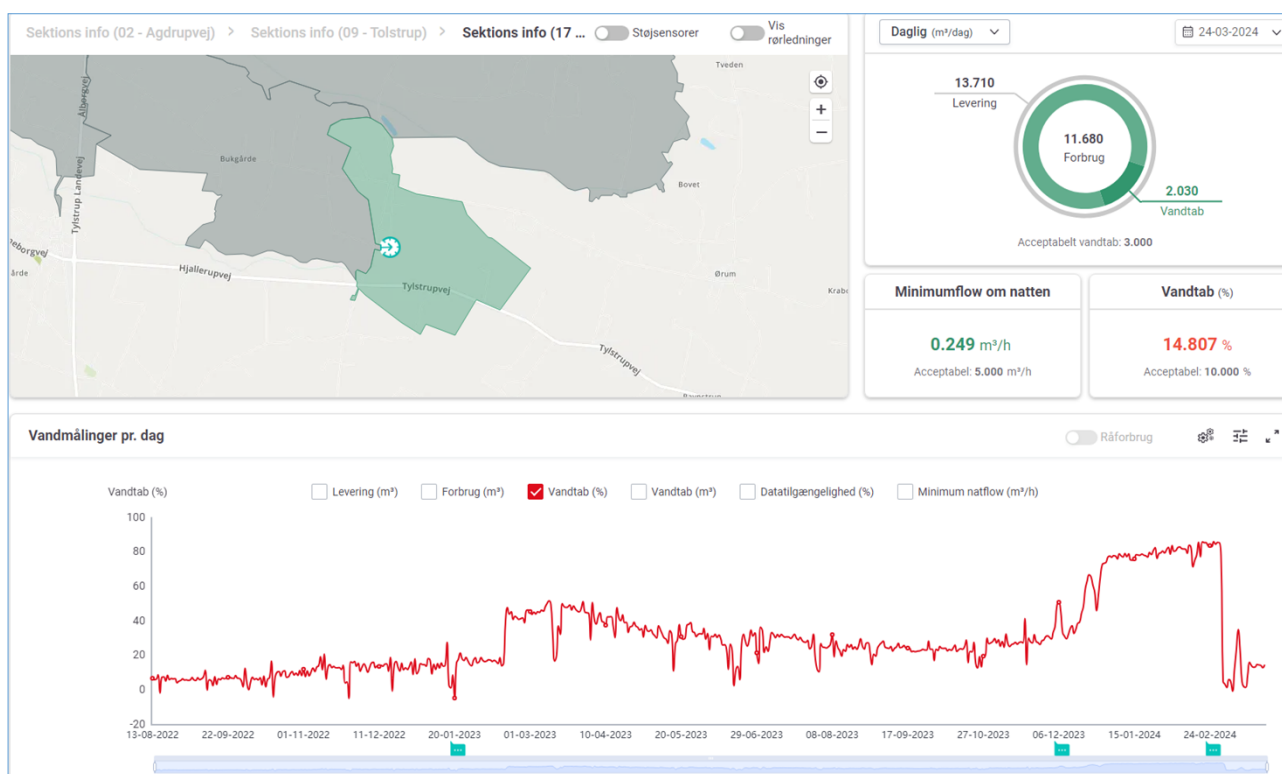 Sektions info (02 - Agdrupvej) > Sektions info (09 - Tolstrup) > Sektions info (17 ... Støjsensorer Vis rørledninger
Daglig (m³/dag) 24-03-2024
Tveden
Ålborgvej
Bukgårde
Bovet
Tylstrup Landevej
Hjallerupvej
Tylstrupvej
Ørum
Tylstrupvej
13.710
Levering
11.680
Forbrug
2.030
Vandtab
Acceptabelt vandtab: 3.000
Minimumflow om natten
0.249 m³/h
Acceptabel: 5.000 m³/h
Vandtab (%)
14.807 %
Acceptabel: 10.000 %
Vandmålinger pr. dag Råforbrug
Vandtab (%) Levering (m³) Forbrug (m³) Vandtab (%) Vandtab (m³) Datatilgængelighed (%) Minimum natflow (m³/h)
100
80
60
40
20
0
-20
13-08-2022 22-09-2022 01-11-2022 11-12-2022 20-01-2023 01-03-2023 10-04-2023 20-05-2023 29-06-2023 08-08-2023 17-09-2023 27-10-2023 06-12-2023 15-01-2024 24-02-2024